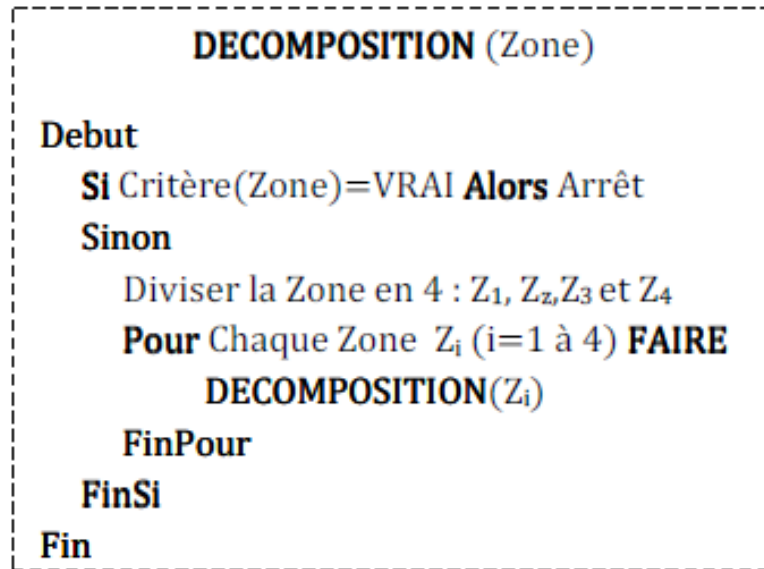 DECOMPOSITION (Zone)
Debut
Si Critère(Zone)=VRAI Alors Arrêt
Sinon
Diviser la Zone en 4 : Z₁, Z𝗓,Z₃ et Z₄
Pour Chaque Zone Zᵢ (i=1 à 4) FAIRE
DECOMPOSITION(Zᵢ)
FinPour
FinSi
Fin